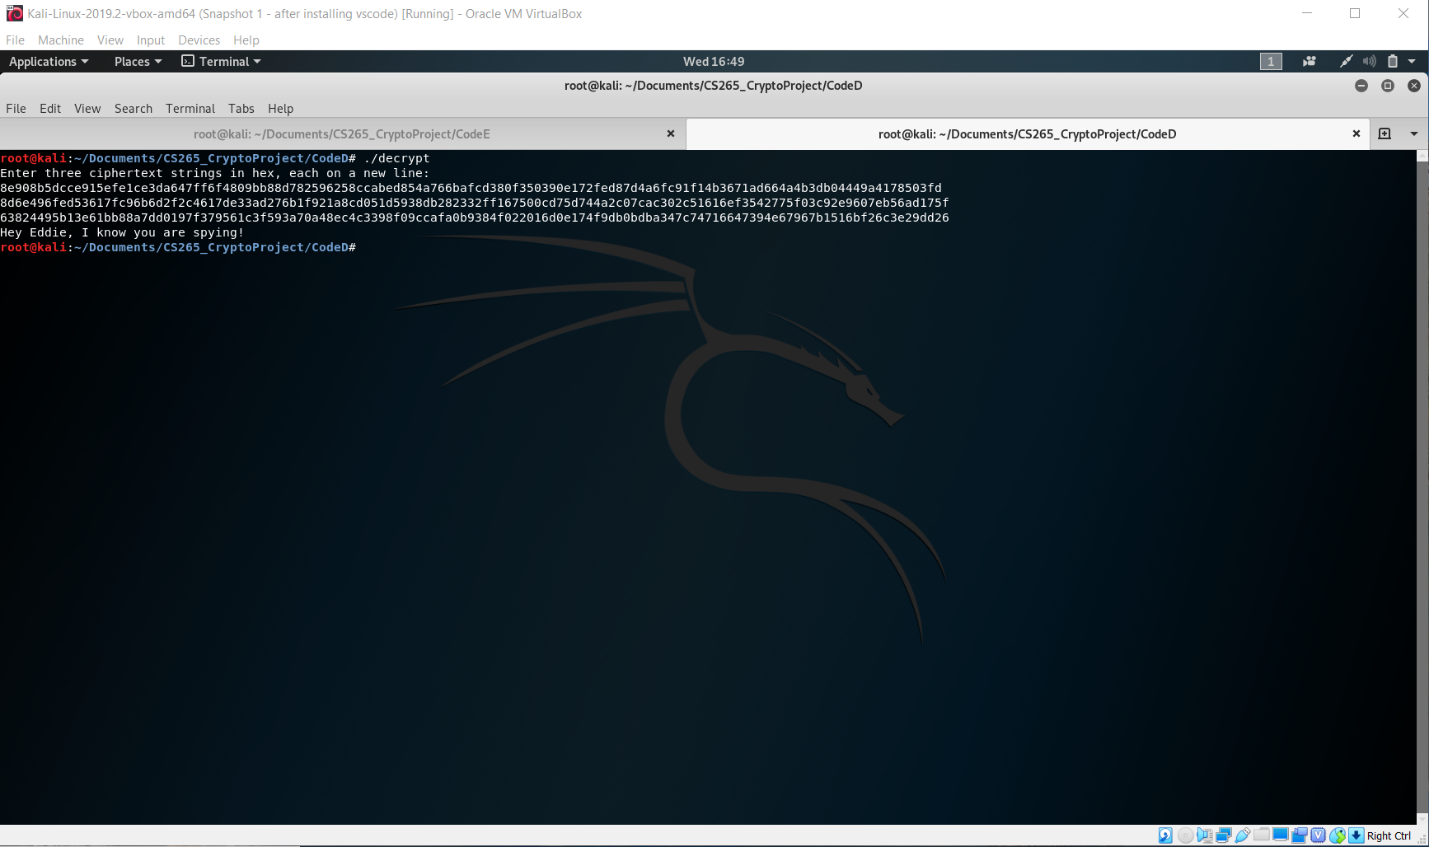 Kali-Linux-2019.2-vbox-amd64 (Snapshot 1 - after installing vscode) [Running] - Oracle VM VirtualBox
File Machine View Input Devices Help
Applications Places Terminal Wed 16:49 1
root@kali: ~/Documents/CS265_CryptoProject/CodeD
File Edit View Search Terminal Tabs Help
root@kali: ~/Documents/CS265_CryptoProject/CodeE root@kali: ~/Documents/CS265_CryptoProject/CodeD
root@kali:~/Documents/CS265_CryptoProject/CodeD# ./decrypt
Enter three ciphertext strings in hex, each on a new line:
8e908b5dcce915efe1ce3da647ff6f4809bb88d782596258ccabed854a766bafcd380f350390e172fed87d4a6fc91f14b3671ad664a4b3db04449a4178503fd
8d6e496fed53617fc96b6d2f2c4617de33ad276b1f921a8cd051d5938db282332ff167500cd75d744a2c07cac302c51616ef3542775f03c92e9607eb56ad175f
63824495b13e61bb88a7dd0197f379561c3f593a70a48ec4c3398f09ccafa0b9384f022016d0e174f9db0bdba347c74716647394e67967b1516bf26c3e29dd26
Hey Eddie, I know you are spying!
root@kali:~/Documents/CS265_CryptoProject/CodeD#
Right Ctrl